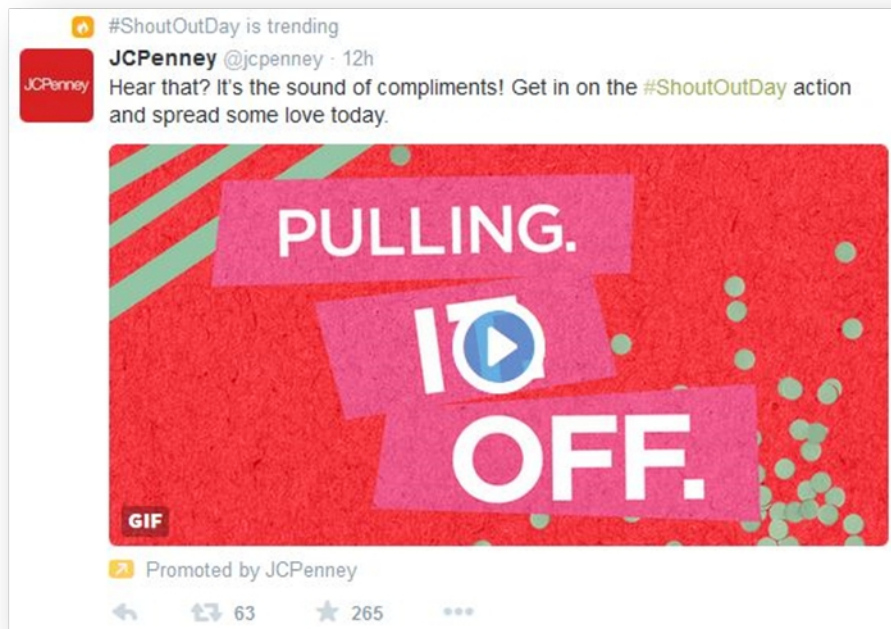 #ShoutOutDay is trending
JCPenney @jcpenney · 12h
JCPenney
Hear that? It's the sound of compliments! Get in on the #ShoutOutDay action
and spread some love today.
PULLING.
OFF.
GIF
Promoted by JCPenney
63 265